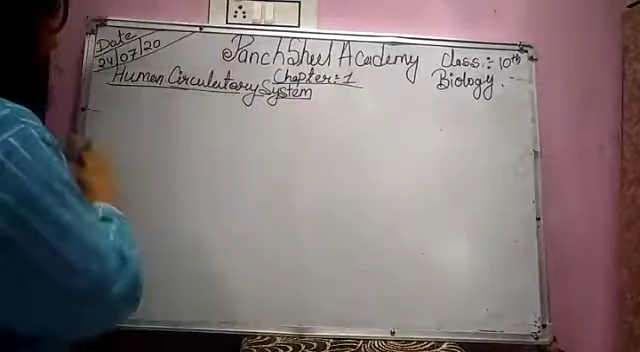 Date
24/07/20
Panchsheel Academy
Class :- 10th
Chapter :- 1
Biology :-
Human Circulatory System